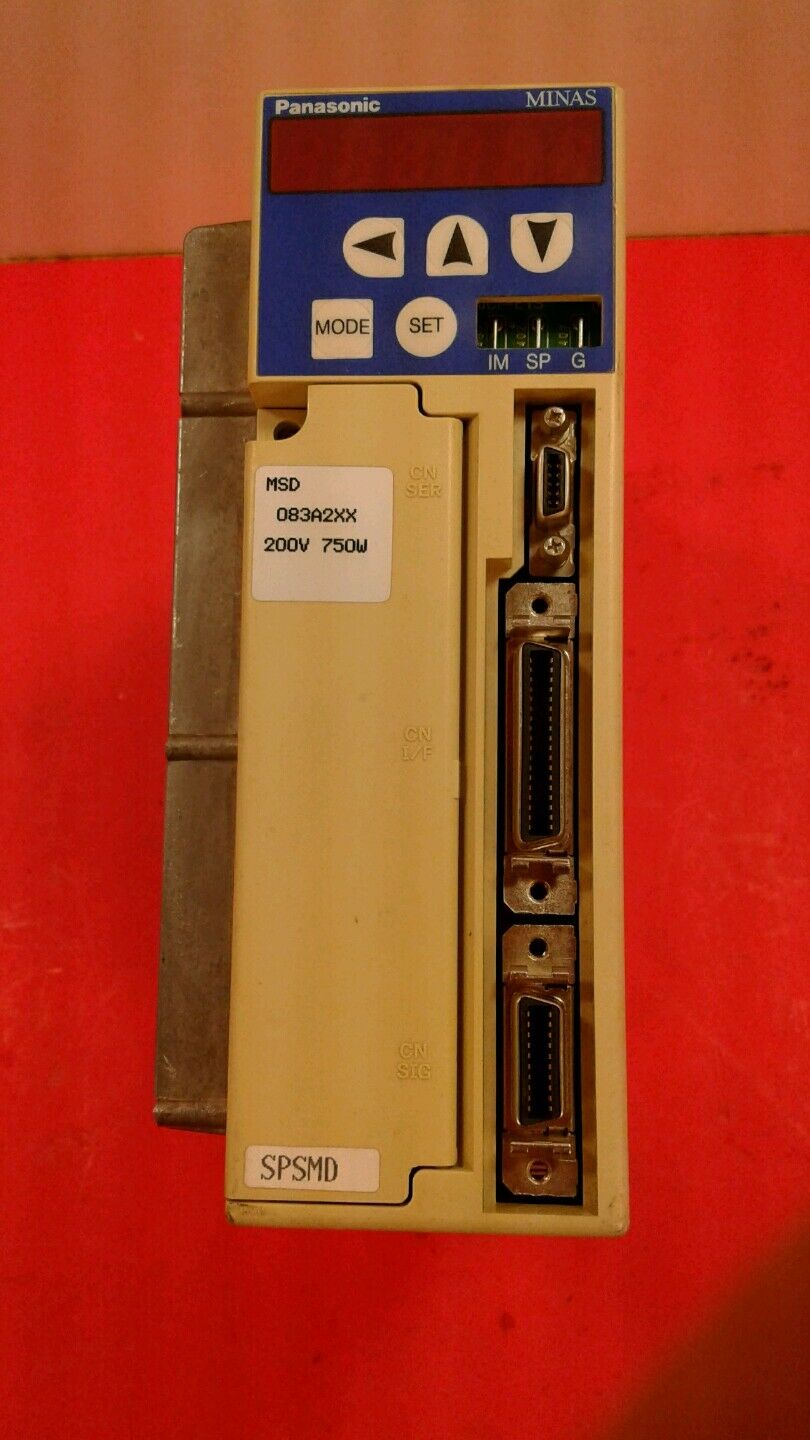 Panasonic
MINAS
MODE
SET
IM SP G
CN
SER
MSD
083A2XX
200V 750W
CN
I/F
CN
SIG
SPSMD